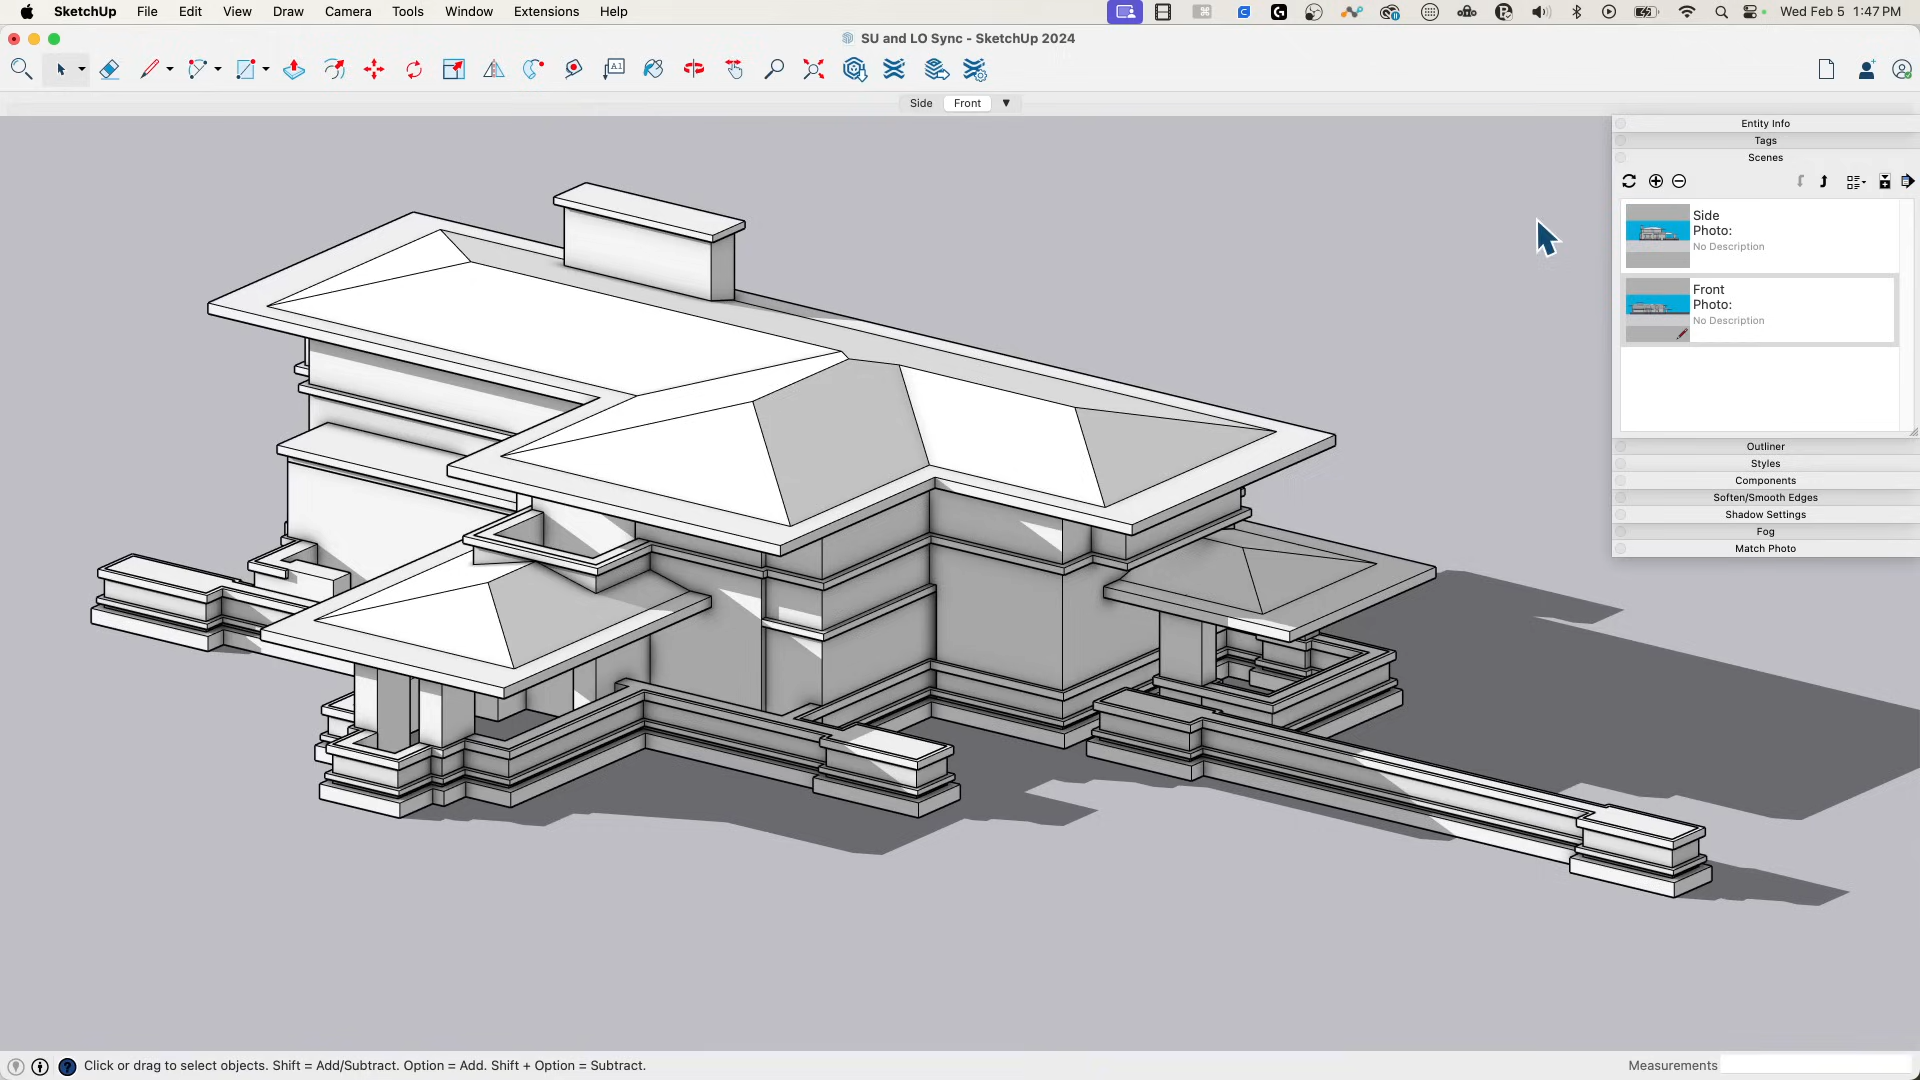 SketchUp File Edit View Draw Camera Tools Window Extensions Help Wed Feb 5 1:47 PM
SU and LO Sync - SketchUp 2024
A1
Side Front
Entity Info
Tags
Scenes
Side
Photo:
No Description
Front
Photo:
No Description
Outliner
Styles
Components
Soften/Smooth Edges
Shadow Settings
Fog
Match Photo
Click or drag to select objects. Shift = Add/Subtract. Option = Add. Shift + Option = Subtract. Measurements